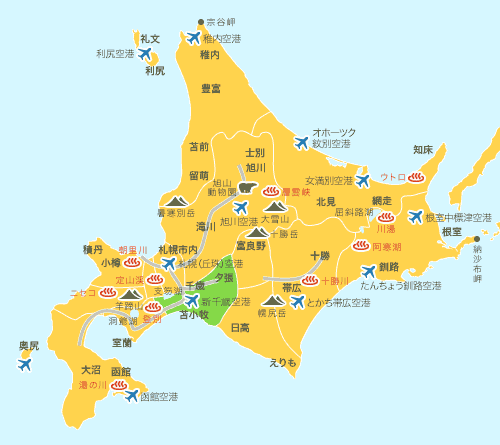 宗谷岬
礼文
稚内空港
利尻空港
稚内
利尻
豊富
オホーツク
紋別空港
苫前
士別
知床
旭川
留萌
旭山
動物園
層雲峡
女満別空港
ウトロ
暑寒別岳
北見
網走
大雪山
屈斜路湖
根室中標津空港
旭川空港
滝川
川湯
根室
十勝岳
納沙布岬
積丹
朝里川
札幌市内
富良野
阿寒湖
小樽
札幌(丘珠)空港
十勝
釧路
定山渓
夕張
十勝川
たんちょう釧路空港
千歳
支笏湖
帯広
ニセコ
羊蹄山
新千歳空港
とかち帯広空港
登別
苫小牧
幌尻岳
洞爺湖
日高
室蘭
奥尻
えりも
大沼
函館
湯の川
函館空港